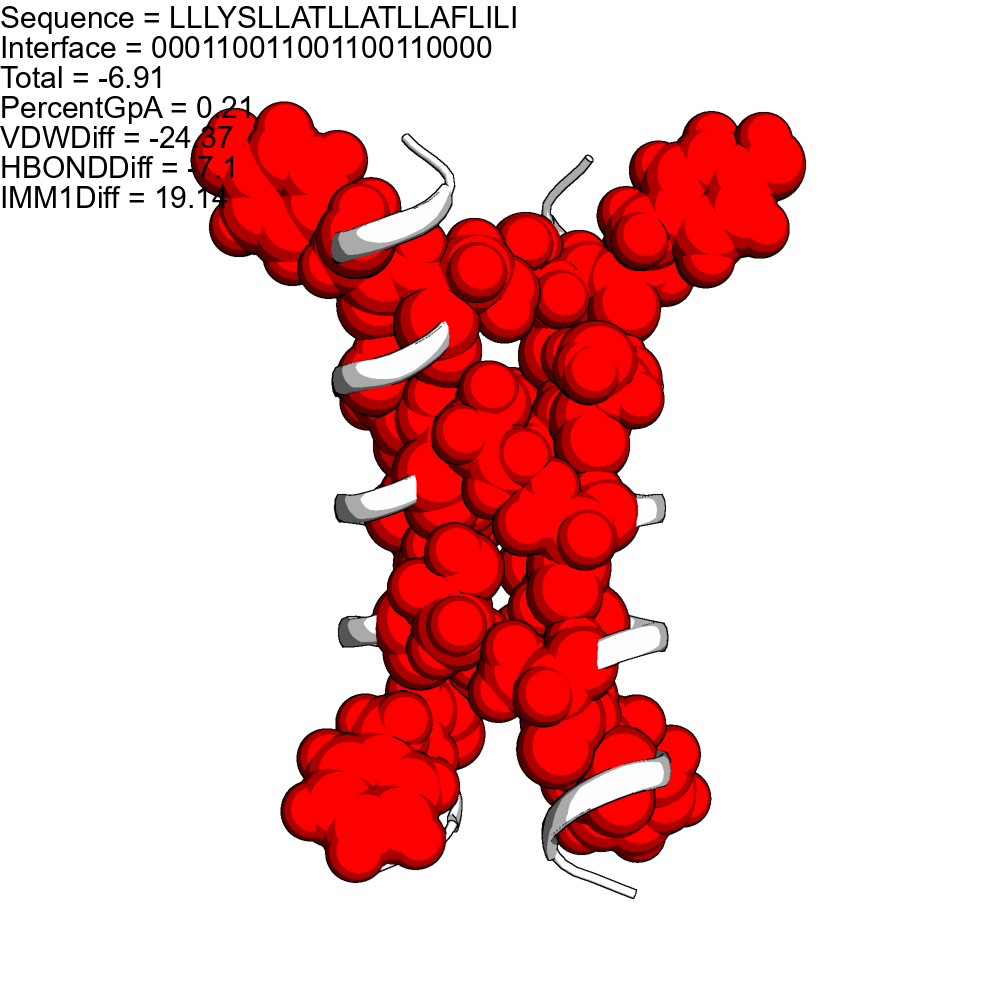 Sequence = LLLYSLLATLLATLLAFLILI
Interface = 000110011001100110000
Total = -6.91
PercentGpA = 0.21
VDWDiff = -24.37
HBONDDiff = -7.1
IMM1Diff = 19.14